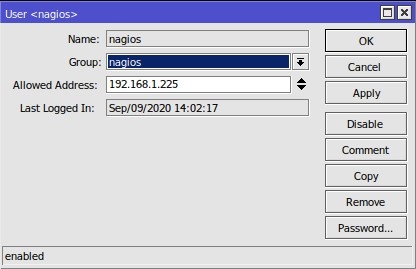 User <nagios>
Name: nagios
Group: nagios
Allowed Address: 192.168.1.225
Last Logged In: Sep/09/2020 14:02:17
OK
Cancel
Apply
Disable
Comment
Copy
Remove
Password...
enabled